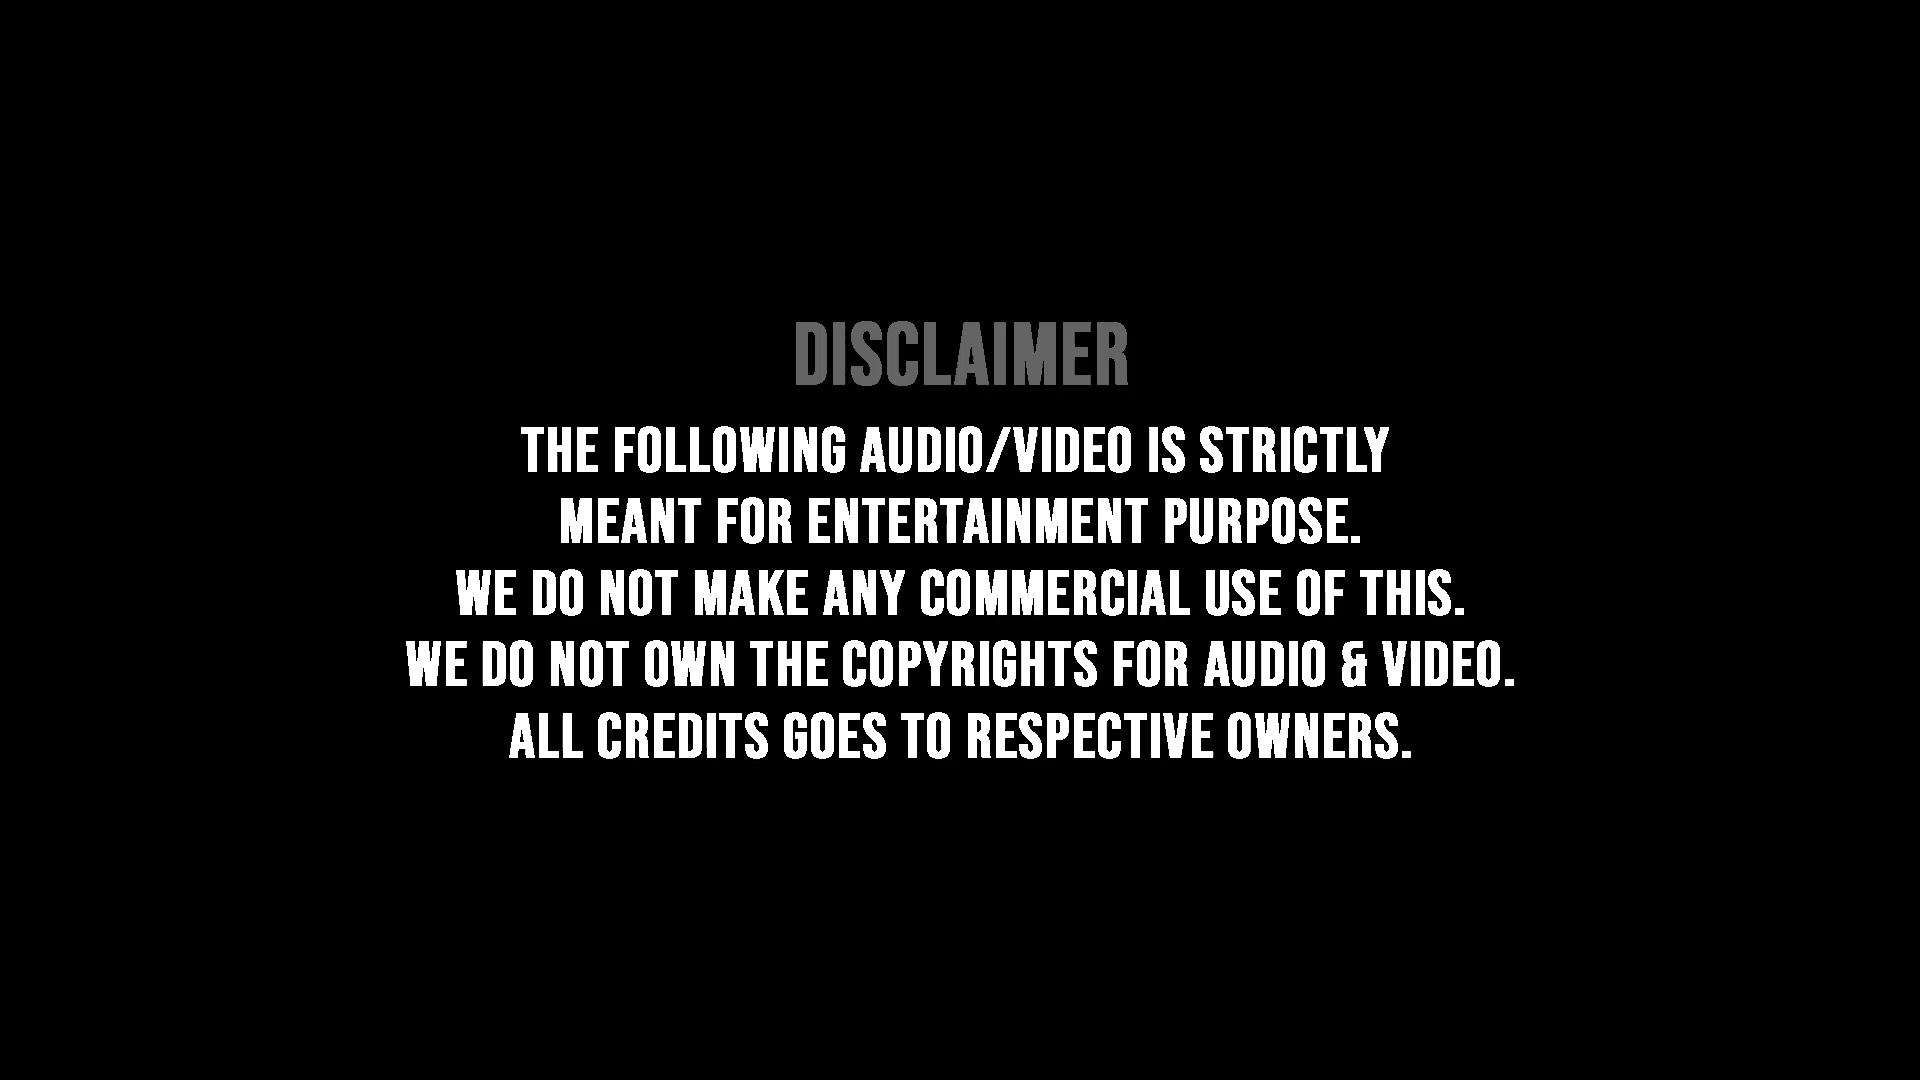 DISCLAIMER
THE FOLLOWING AUDIO/VIDEO IS STRICTLY
MEANT FOR ENTERTAINMENT PURPOSE.
WE DO NOT MAKE ANY COMMERCIAL USE OF THIS.
WE DO NOT OWN THE COPYRIGHTS FOR AUDIO & VIDEO.
ALL CREDITS GOES TO RESPECTIVE OWNERS.